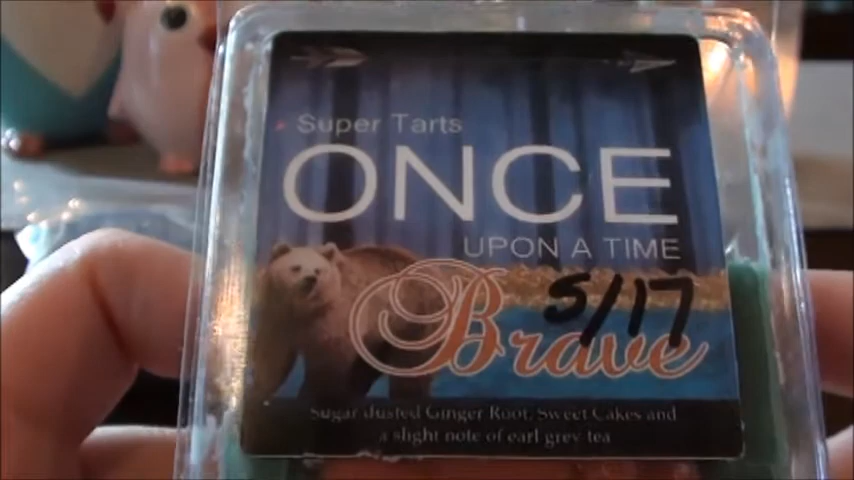 Super Tarts
ONCE
UPON A TIME
5/17
Brave
Sugar dusted Ginger Root, Sweet Cakes and
a slight note of earl grey tea